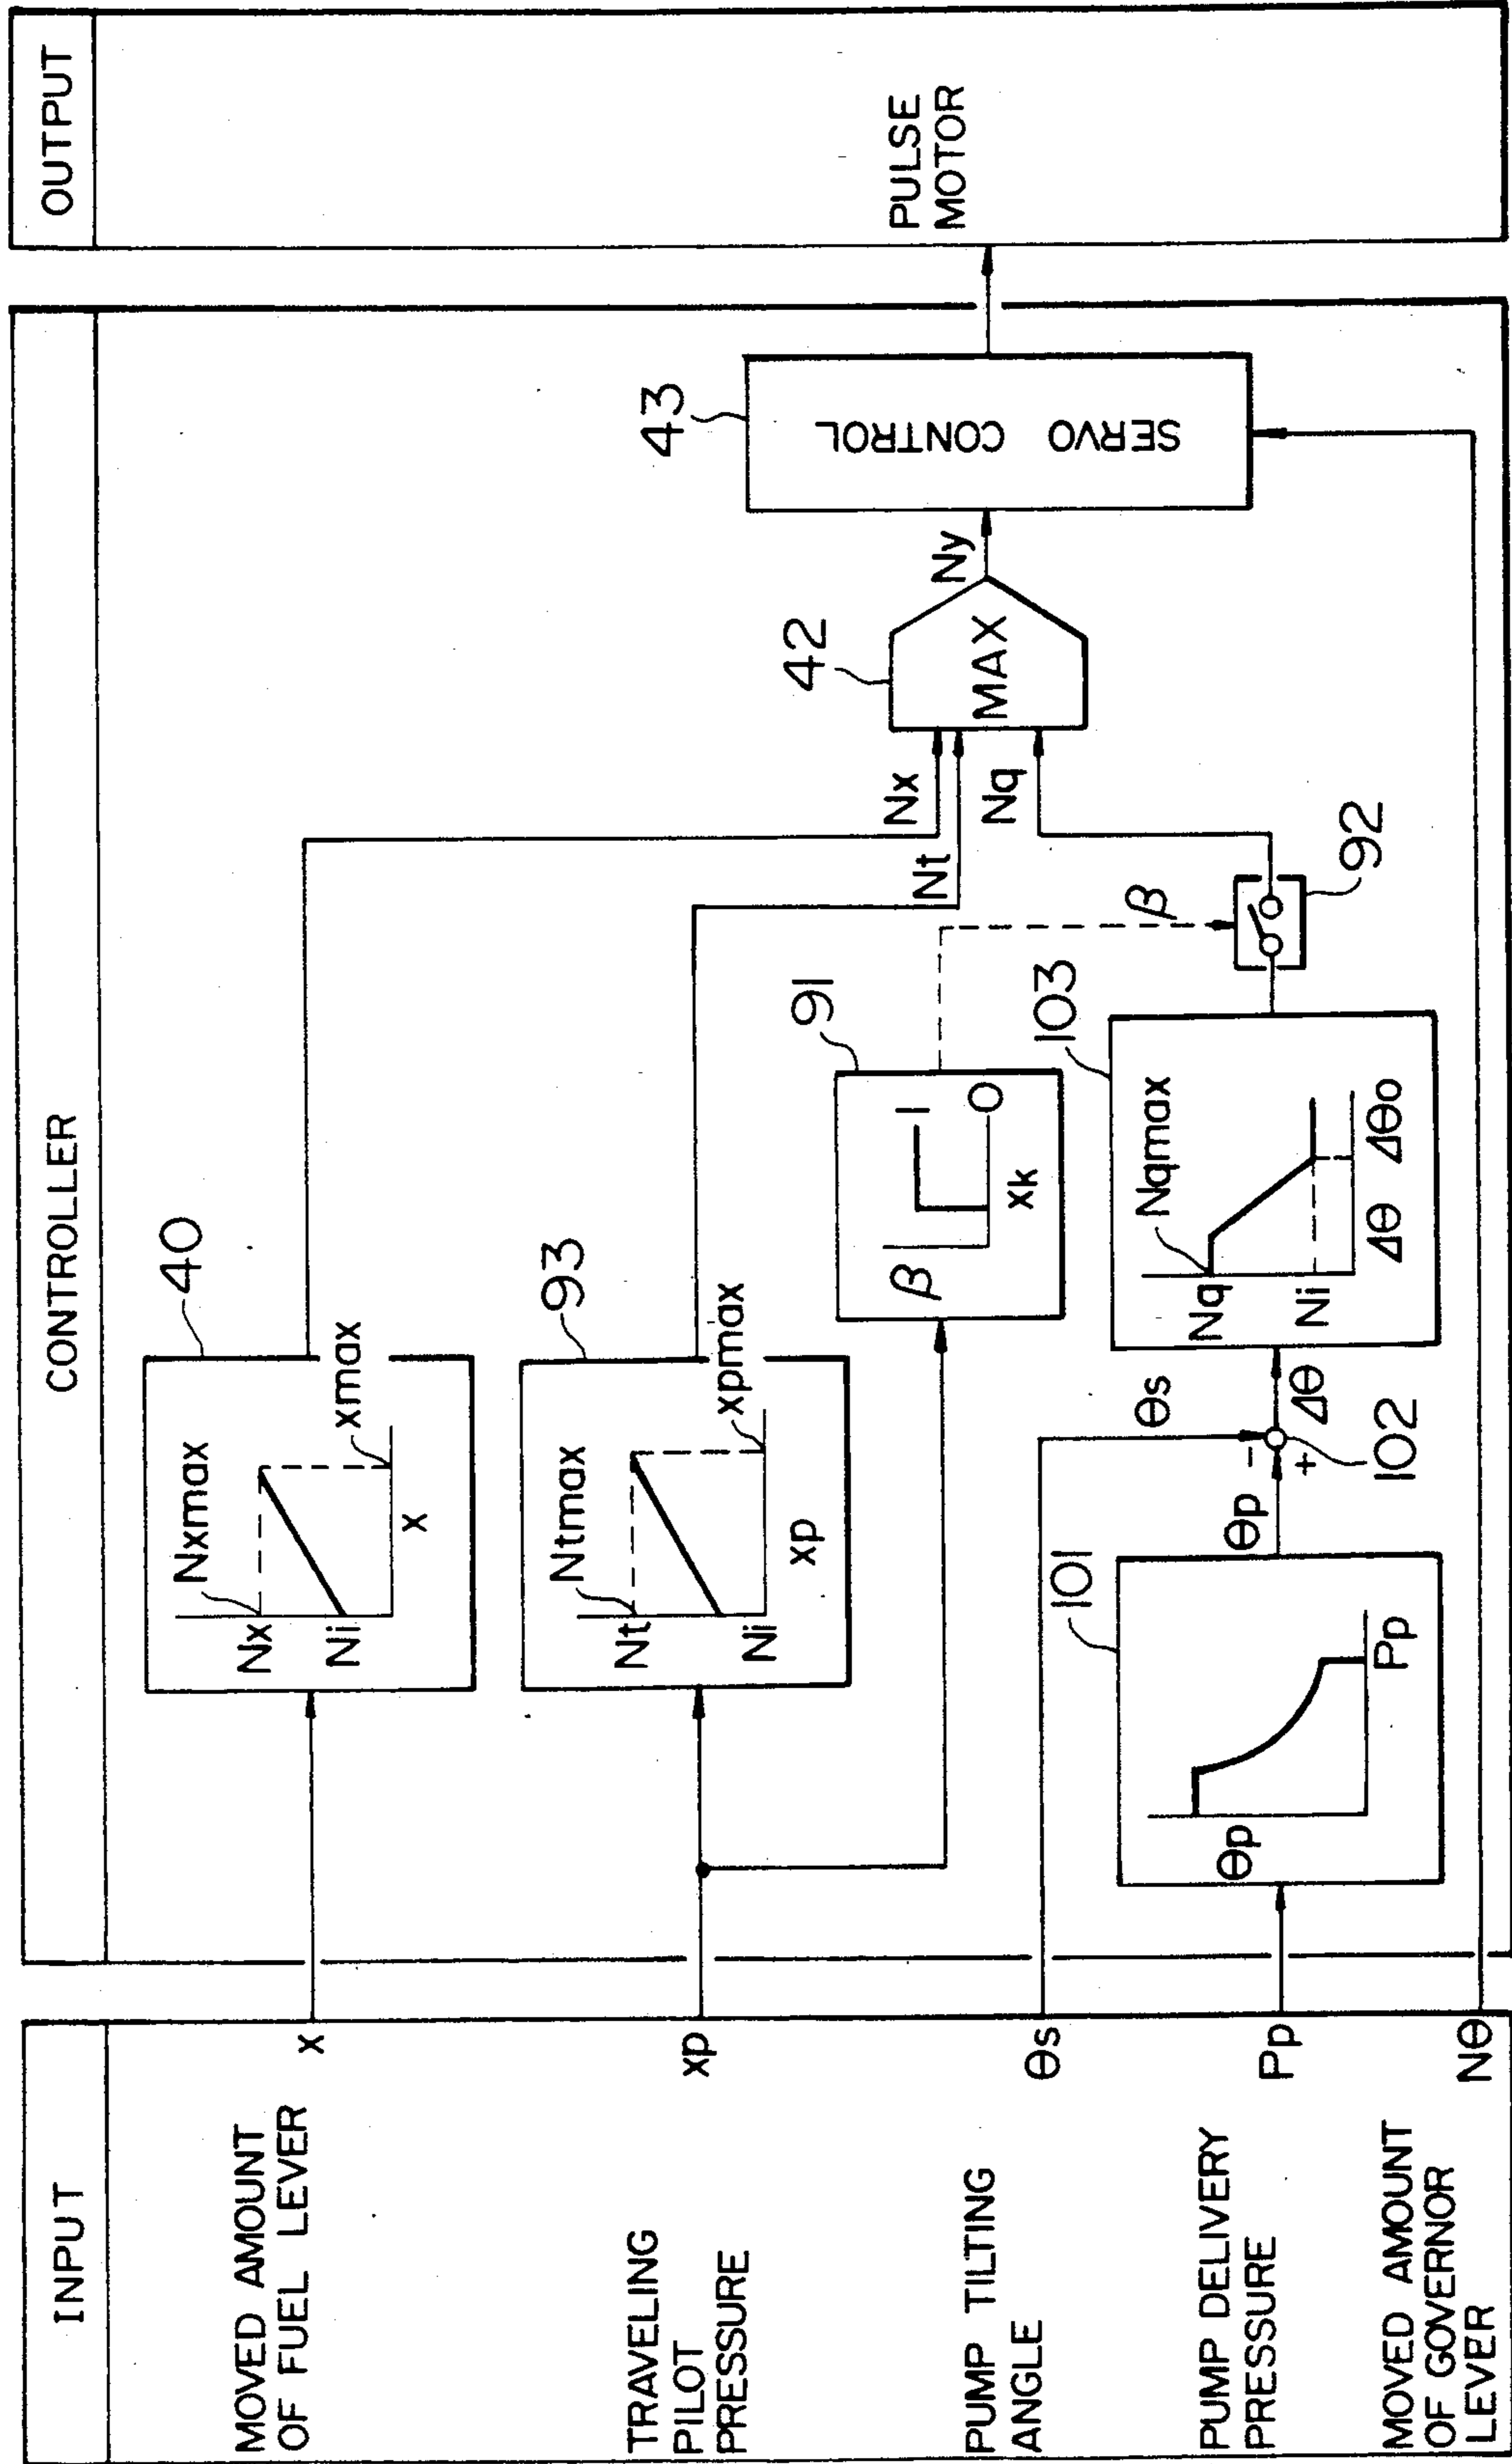 INPUT
MOVED AMOUNT
OF FUEL LEVER
x
TRAVELING
PILOT
PRESSURE
xp
PUMP TILTING
ANGLE
θs
PUMP DELIVERY
PRESSURE
Pp
MOVED AMOUNT
OF GOVERNOR
LEVER
Nθ
CONTROLLER
40
Nxmax
Nx
Ni
x
xmax
93
Ntmax
Nt
Ni
xp
xpmax
91
β
1
0
xk
101
θp
Pp
θp
θs
-
+
102
Δθ
103
Nqmax
Nq
Ni
Δθ
Δθo
β
92
Nx
Nt
Nq
42
MAX
Ny
43
SERVO CONTROL
OUTPUT
PULSE
MOTOR